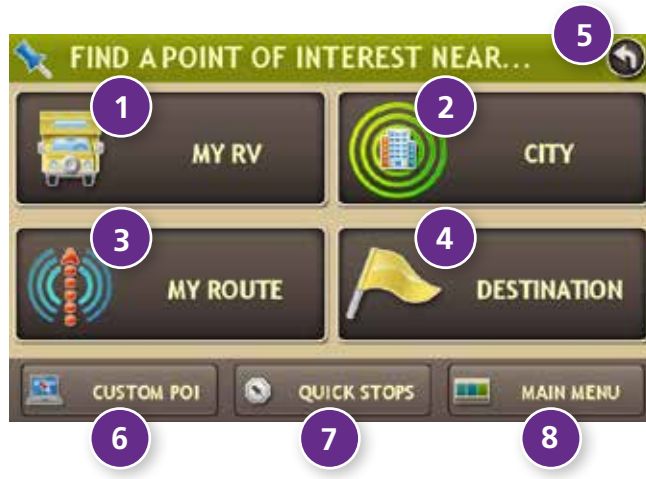 5
FIND A POINT OF INTEREST NEAR...
1
2
MY RV
CITY
3
4
MY ROUTE
DESTINATION
CUSTOM POI
QUICK STOPS
MAIN MENU
6
7
8